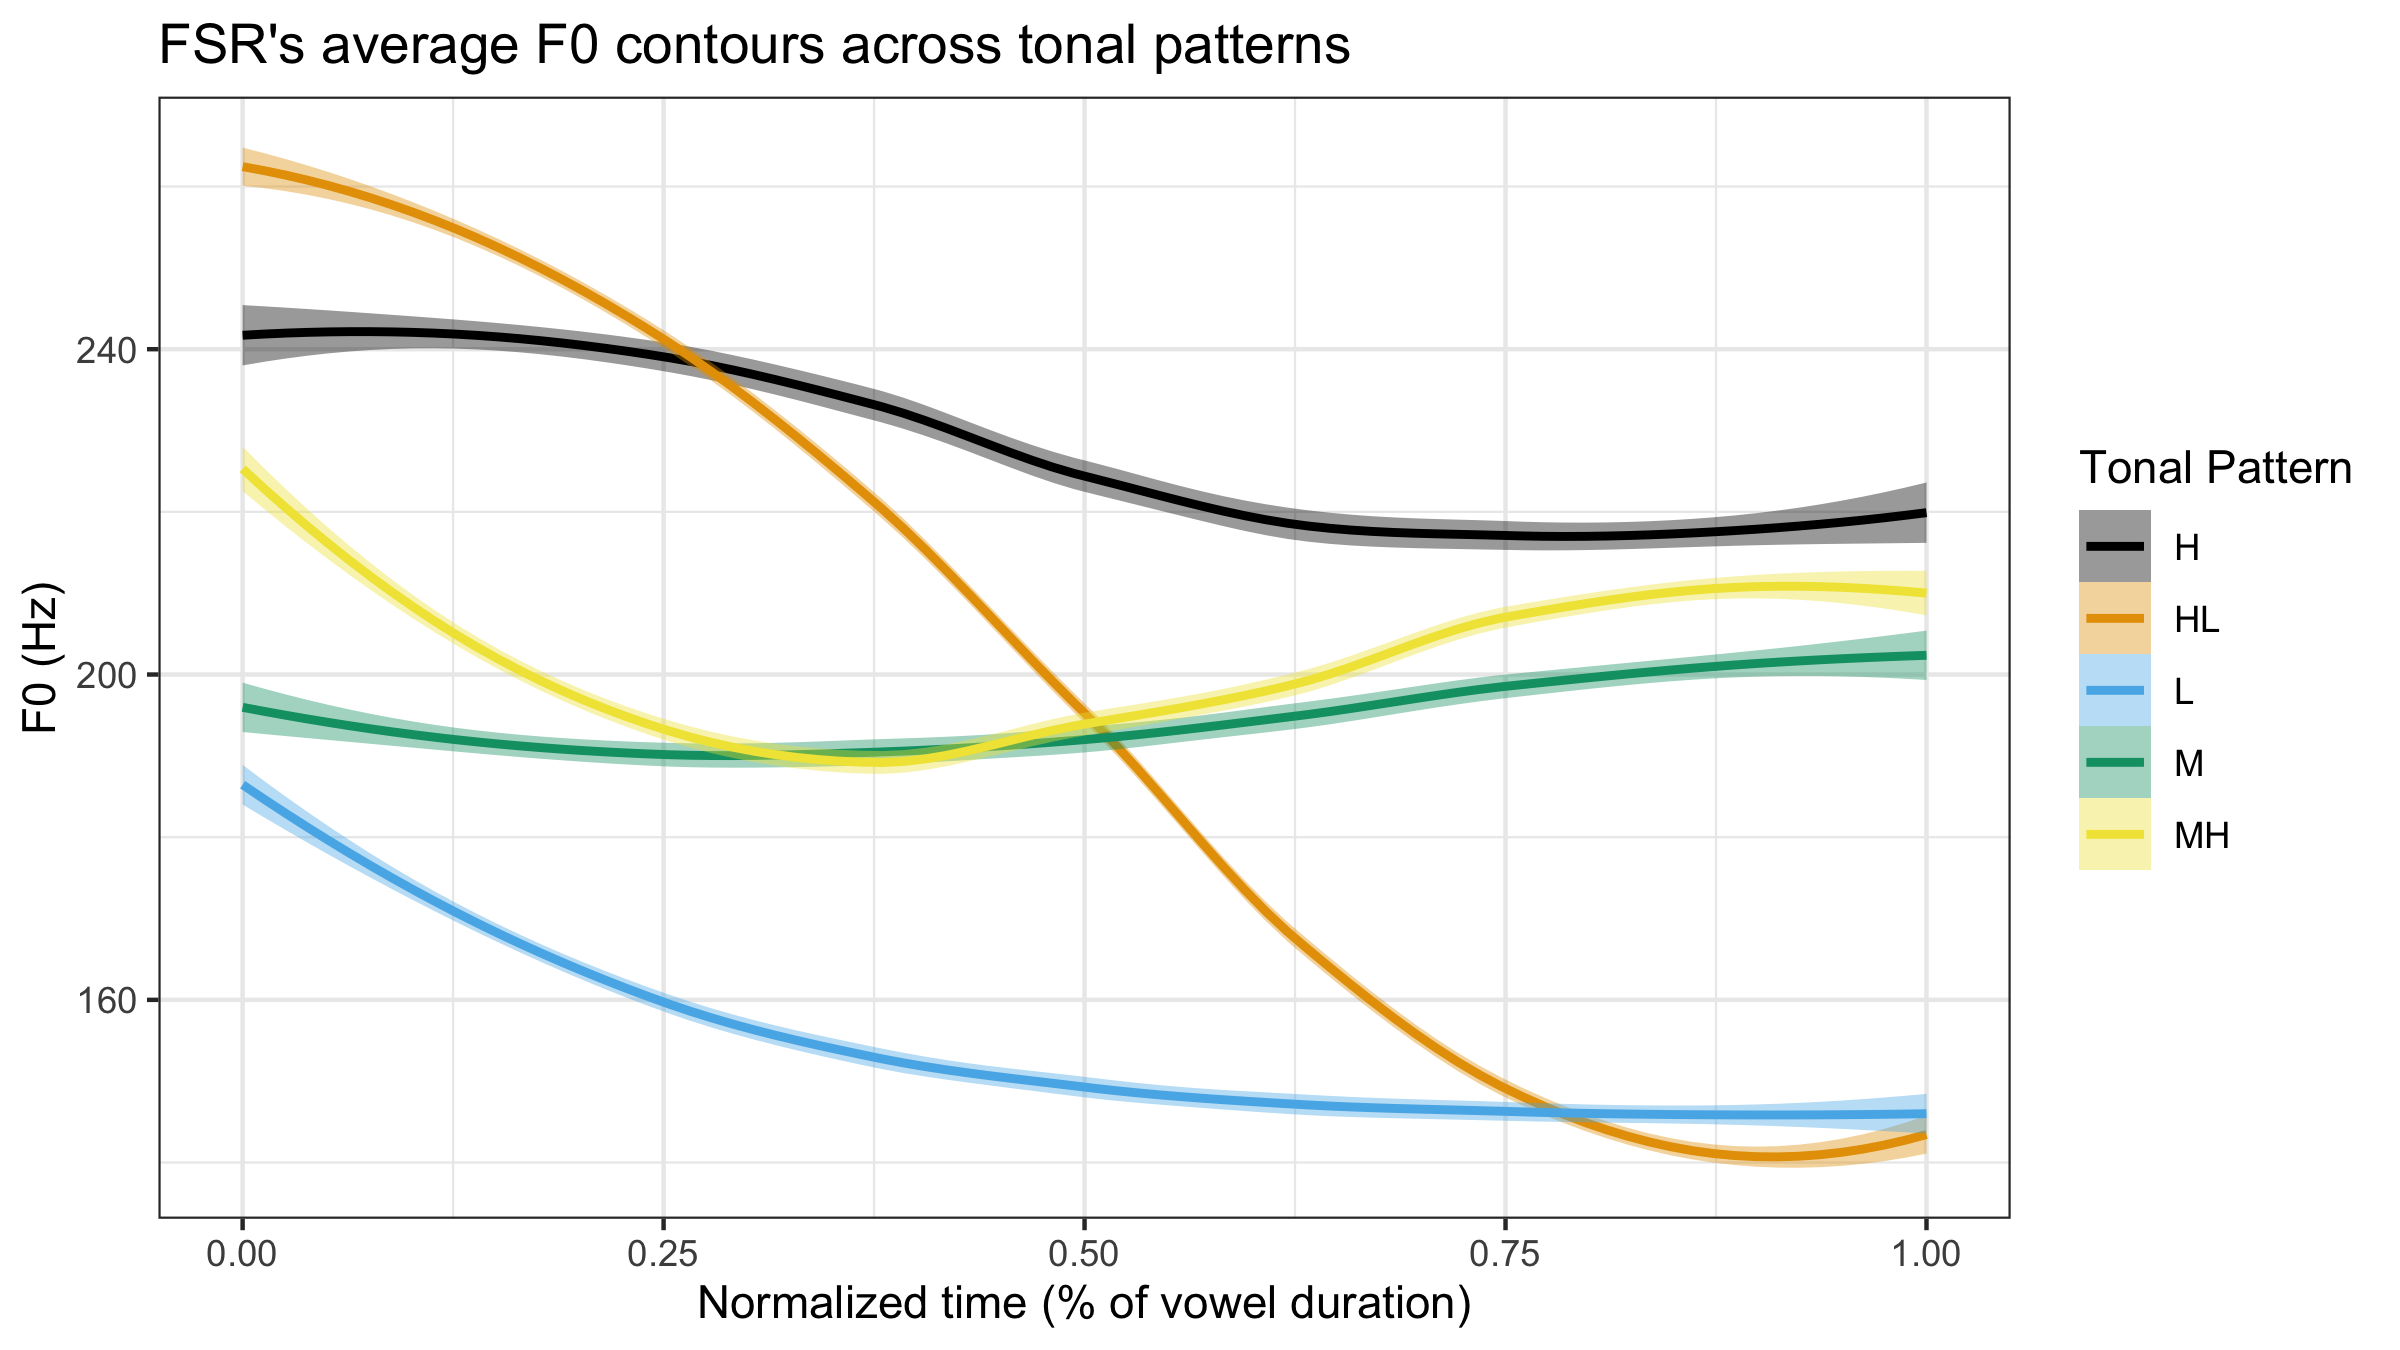 FSR's average F0 contours across tonal patterns
F0 (Hz)
240
200
160
0.00 0.25 0.50 0.75 1.00
Normalized time (% of vowel duration)
Tonal Pattern
H
HL
L
M
MH